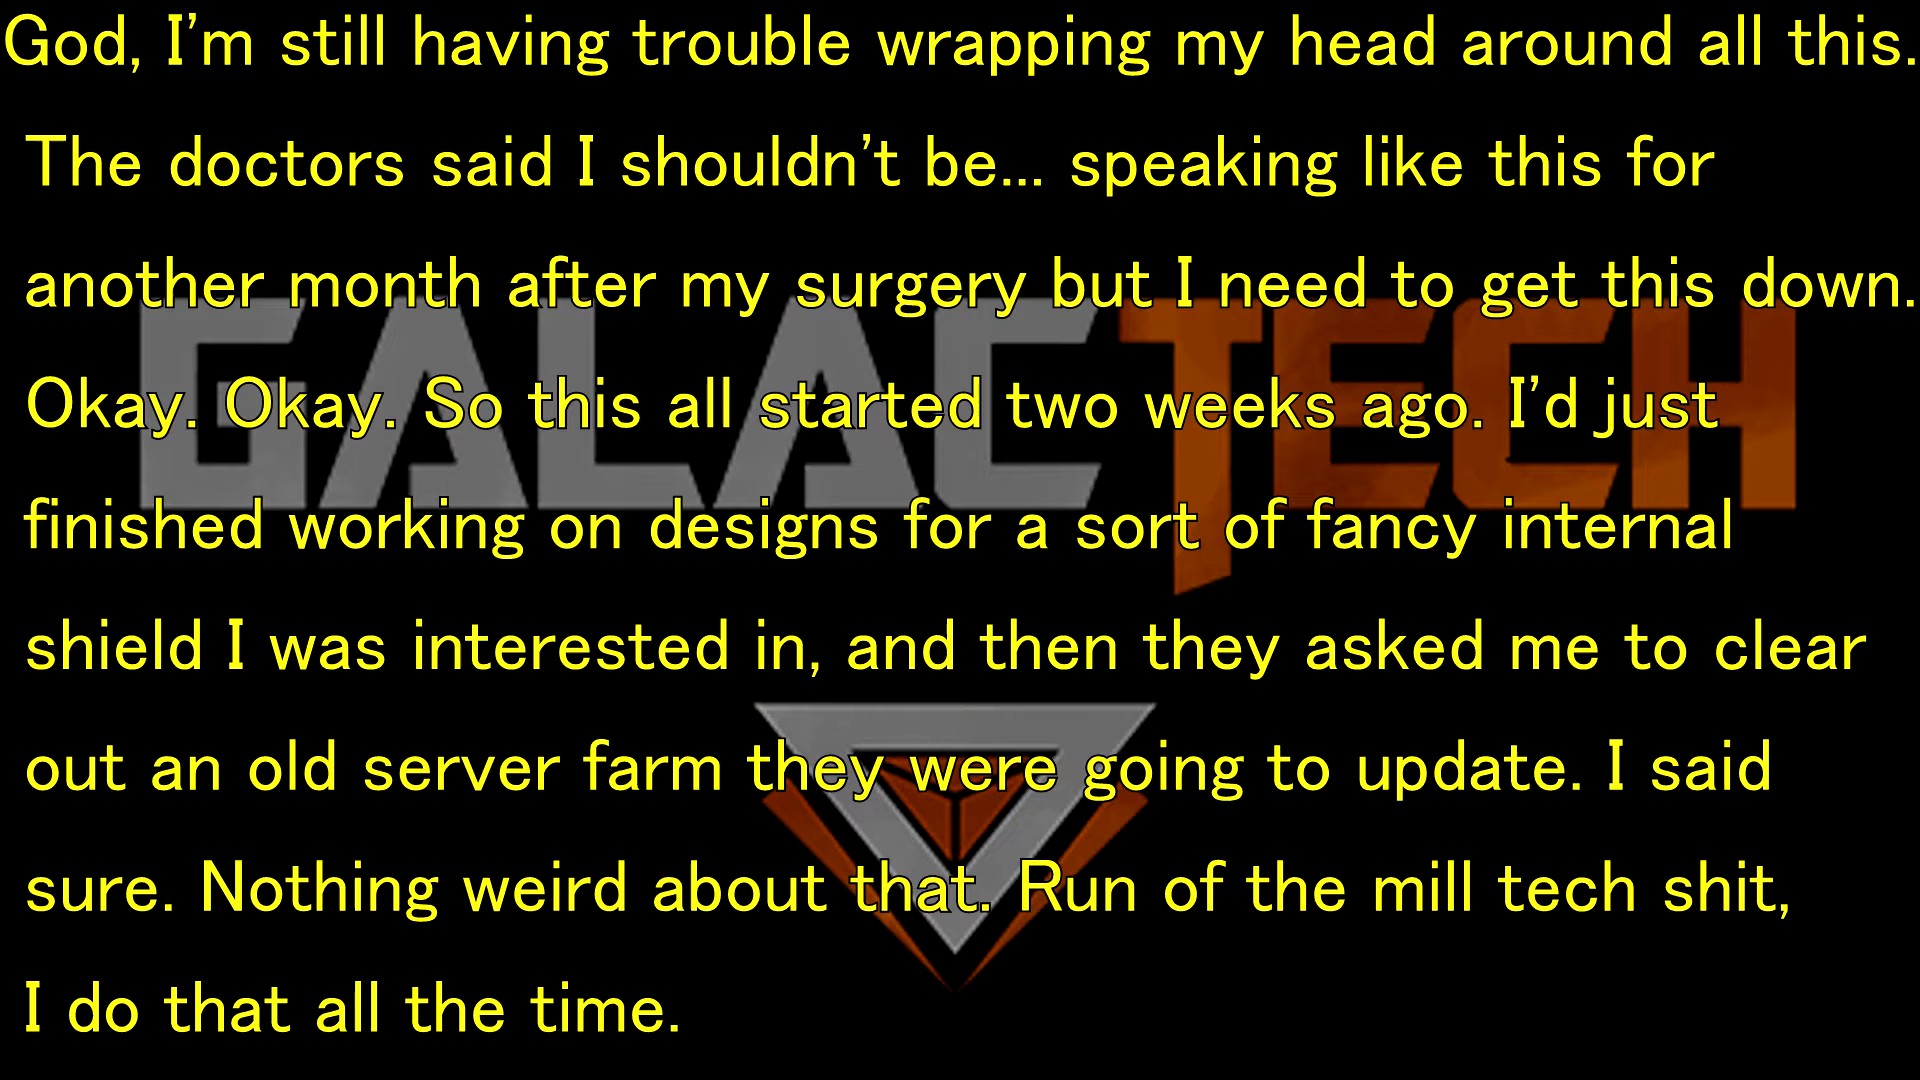 God, I’m still having trouble wrapping my head around all this.
The doctors said I shouldn’t be... speaking like this for
another month after my surgery but I need to get this down.
GALACTECH
Okay. Okay. So this all started two weeks ago. I’d just
finished working on designs for a sort of fancy internal
shield I was interested in, and then they asked me to clear
out an old server farm they were going to update. I said
sure. Nothing weird about that. Run of the mill tech shit,
I do that all the time.